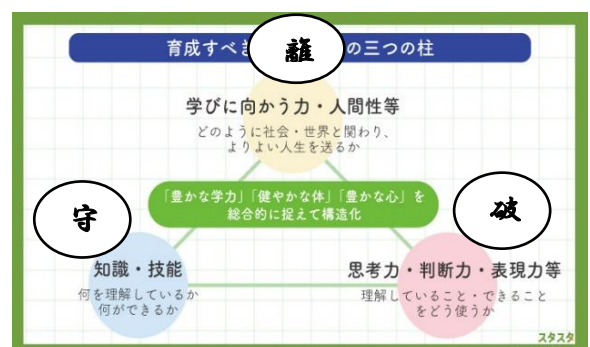 育成すべき
の三つの柱
離
学びに向かう力・人間性等
どのように社会・世界と関わり、
よりよい人生を送るか
「豊かな学力」「健やかな体」「豊かな心」を
総合的に捉えて構造化
守
破
知識・技能
何を理解しているか
何ができるか
思考力・判断力・表現力等
理解していること・できること
をどう使うか
スタスタ